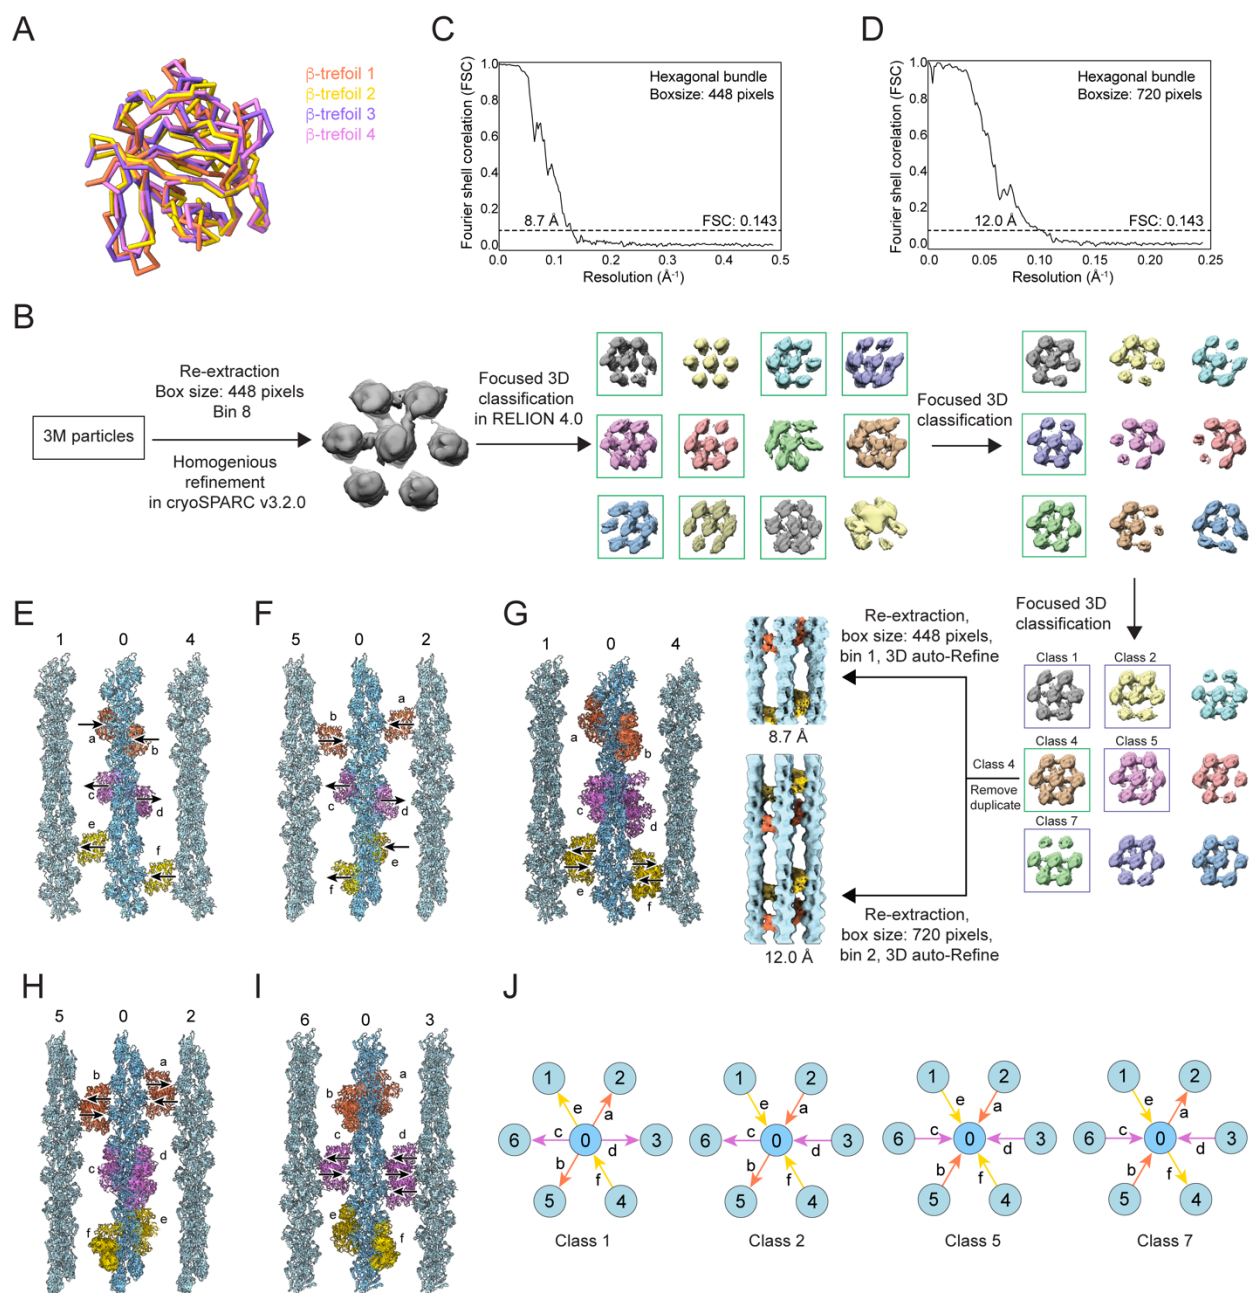 A
β-trefoil 1
β-trefoil 2
β-trefoil 3
β-trefoil 4
C
Fourier shell corelation (FSC)
1.0
0.8
0.6
0.4
0.2
0.0
Hexagonal bundle
Boxsize: 448 pixels
8.7 Å
FSC: 0.143
0.0 0.1 0.2 0.3 0.4 0.5
Resolution (Å⁻¹)
D
Fourier shell corelation (FSC)
1.0
0.8
0.6
0.4
0.2
0.0
Hexagonal bundle
Boxsize: 720 pixels
12.0 Å
FSC: 0.143
0.0 0.05 0.10 0.15 0.20 0.25
Resolution (Å⁻¹)
B
3M particles
Re-extraction
Box size: 448 pixels
Bin 8
Homogenious
refinement
in cryoSPARC v3.2.0
Focused 3D
classification
in RELION 4.0
Focused 3D
classification
Focused 3D
classification
Class 1
Class 2
Class 4
Class 5
Class 7
Class 4
Remove
duplicate
Re-extraction,
box size: 448 pixels,
bin 1, 3D auto-Refine
8.7 Å
Re-extraction,
box size: 720 pixels,
bin 2, 3D auto-Refine
12.0 Å
E
1 0 4
a
b
c
d
e
f
F
5 0 2
b
a
c
d
e
f
G
1 0 4
a
b
c
d
e
f
H
5 0 2
b
a
c
d
e
f
I
6 0 3
b
a
c
d
e
f
J
1 2
e a
6 c 0 d 3
b f
5 4
Class 1
1 2
e a
6 c 0 d 3
b f
5 4
Class 2
1 2
e a
6 c 0 d 3
b f
5 4
Class 5
1 2
e a
6 c 0 d 3
b f
5 4
Class 7